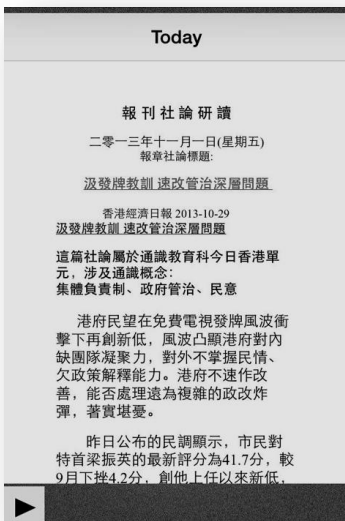 Today
報刊社論研讀
二零一三年十一月一日(星期五)
報章社論標題:
汲發牌教訓 速改管治深層問題
香港經濟日報 2013-10-29
汲發牌教訓 速改管治深層問題
這篇社論屬於通識教育科今日香港單
元，涉及通識概念：
集體負責制、政府管治、民意
港府民望在免費電視發牌風波衝
擊下再創新低，風波凸顯港府對內
缺團隊凝聚力，對外不掌握民情、
欠政策解釋能力。港府不速作改
善，能否處理遠為複雜的政改炸
彈，著實堪憂。
昨日公布的民調顯示，市民對
特首梁振英的最新評分為41.7分，較
9月下挫4.2分，創他上任以來新低，